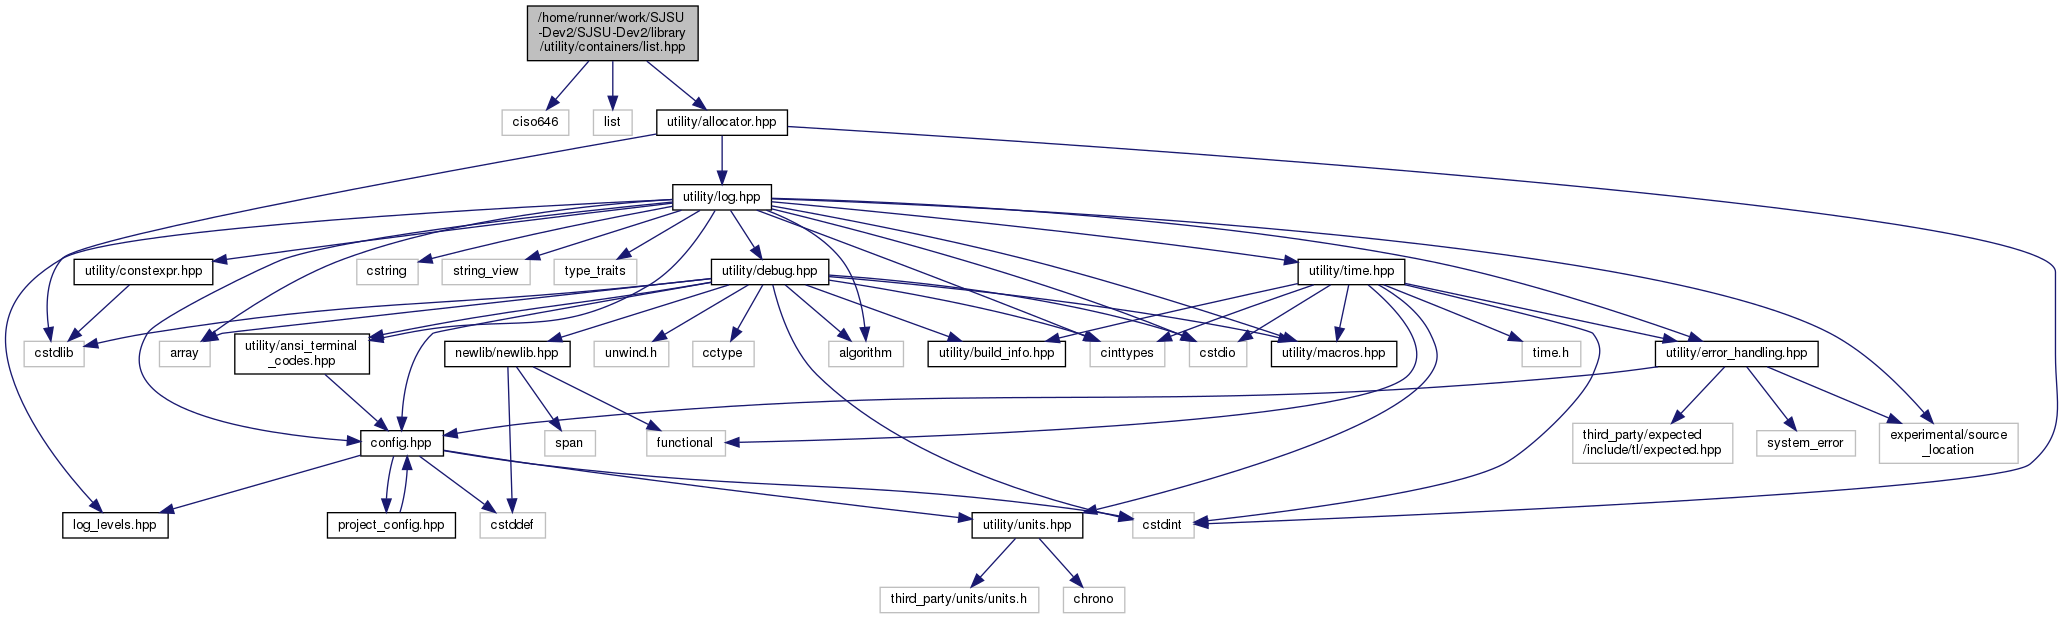 /home/runner/work/SJSU
-Dev2/SJSU-Dev2/library
/utility/containers/list.hpp
ciso646
list
utility/allocator.hpp
utility/log.hpp
utility/constexpr.hpp
cstring
string_view
type_traits
utility/debug.hpp
utility/time.hpp
cstdlib
array
utility/ansi_terminal
_codes.hpp
newlib/newlib.hpp
unwind.h
cctype
algorithm
utility/build_info.hpp
cinttypes
cstdio
utility/macros.hpp
time.h
utility/error_handling.hpp
config.hpp
span
functional
third_party/expected
/include/tl/expected.hpp
system_error
experimental/source
_location
log_levels.hpp
project_config.hpp
cstddef
utility/units.hpp
cstdint
third_party/units/units.h
chrono